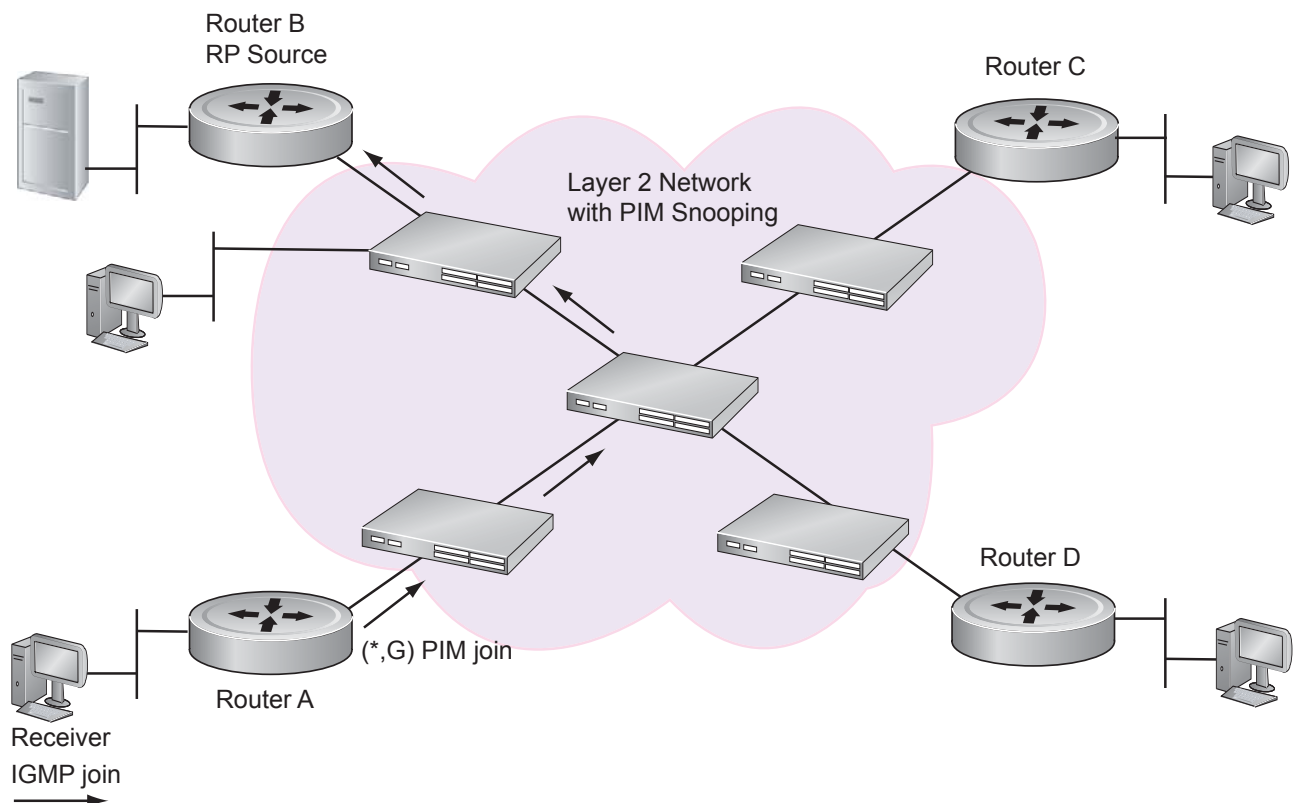 Router B
RP Source
Router C
Layer 2 Network
with PIM Snooping
Router D
(*,G) PIM join
Router A
Receiver
IGMP join